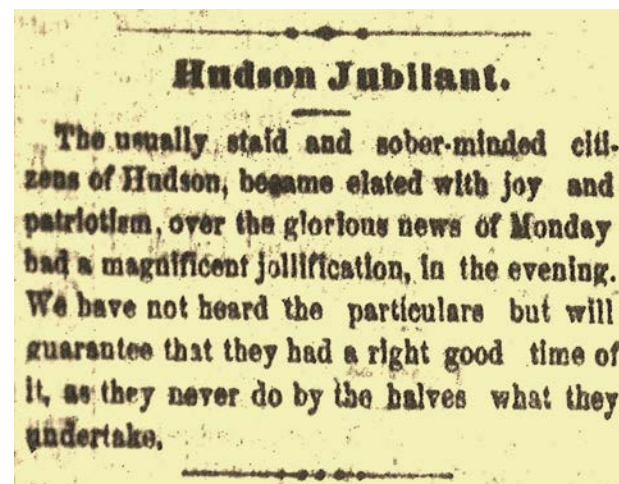 Hudson Jubilant.
The usually staid and sober-minded citi-
zens of Hudson, became elated with joy and
patriotism, over the glorious news of Monday
had a magnificent jollification, in the evening.
We have not heard the particulars but will
guarantee that they had a right good time of
it, as they never do by the halves what they
undertake.